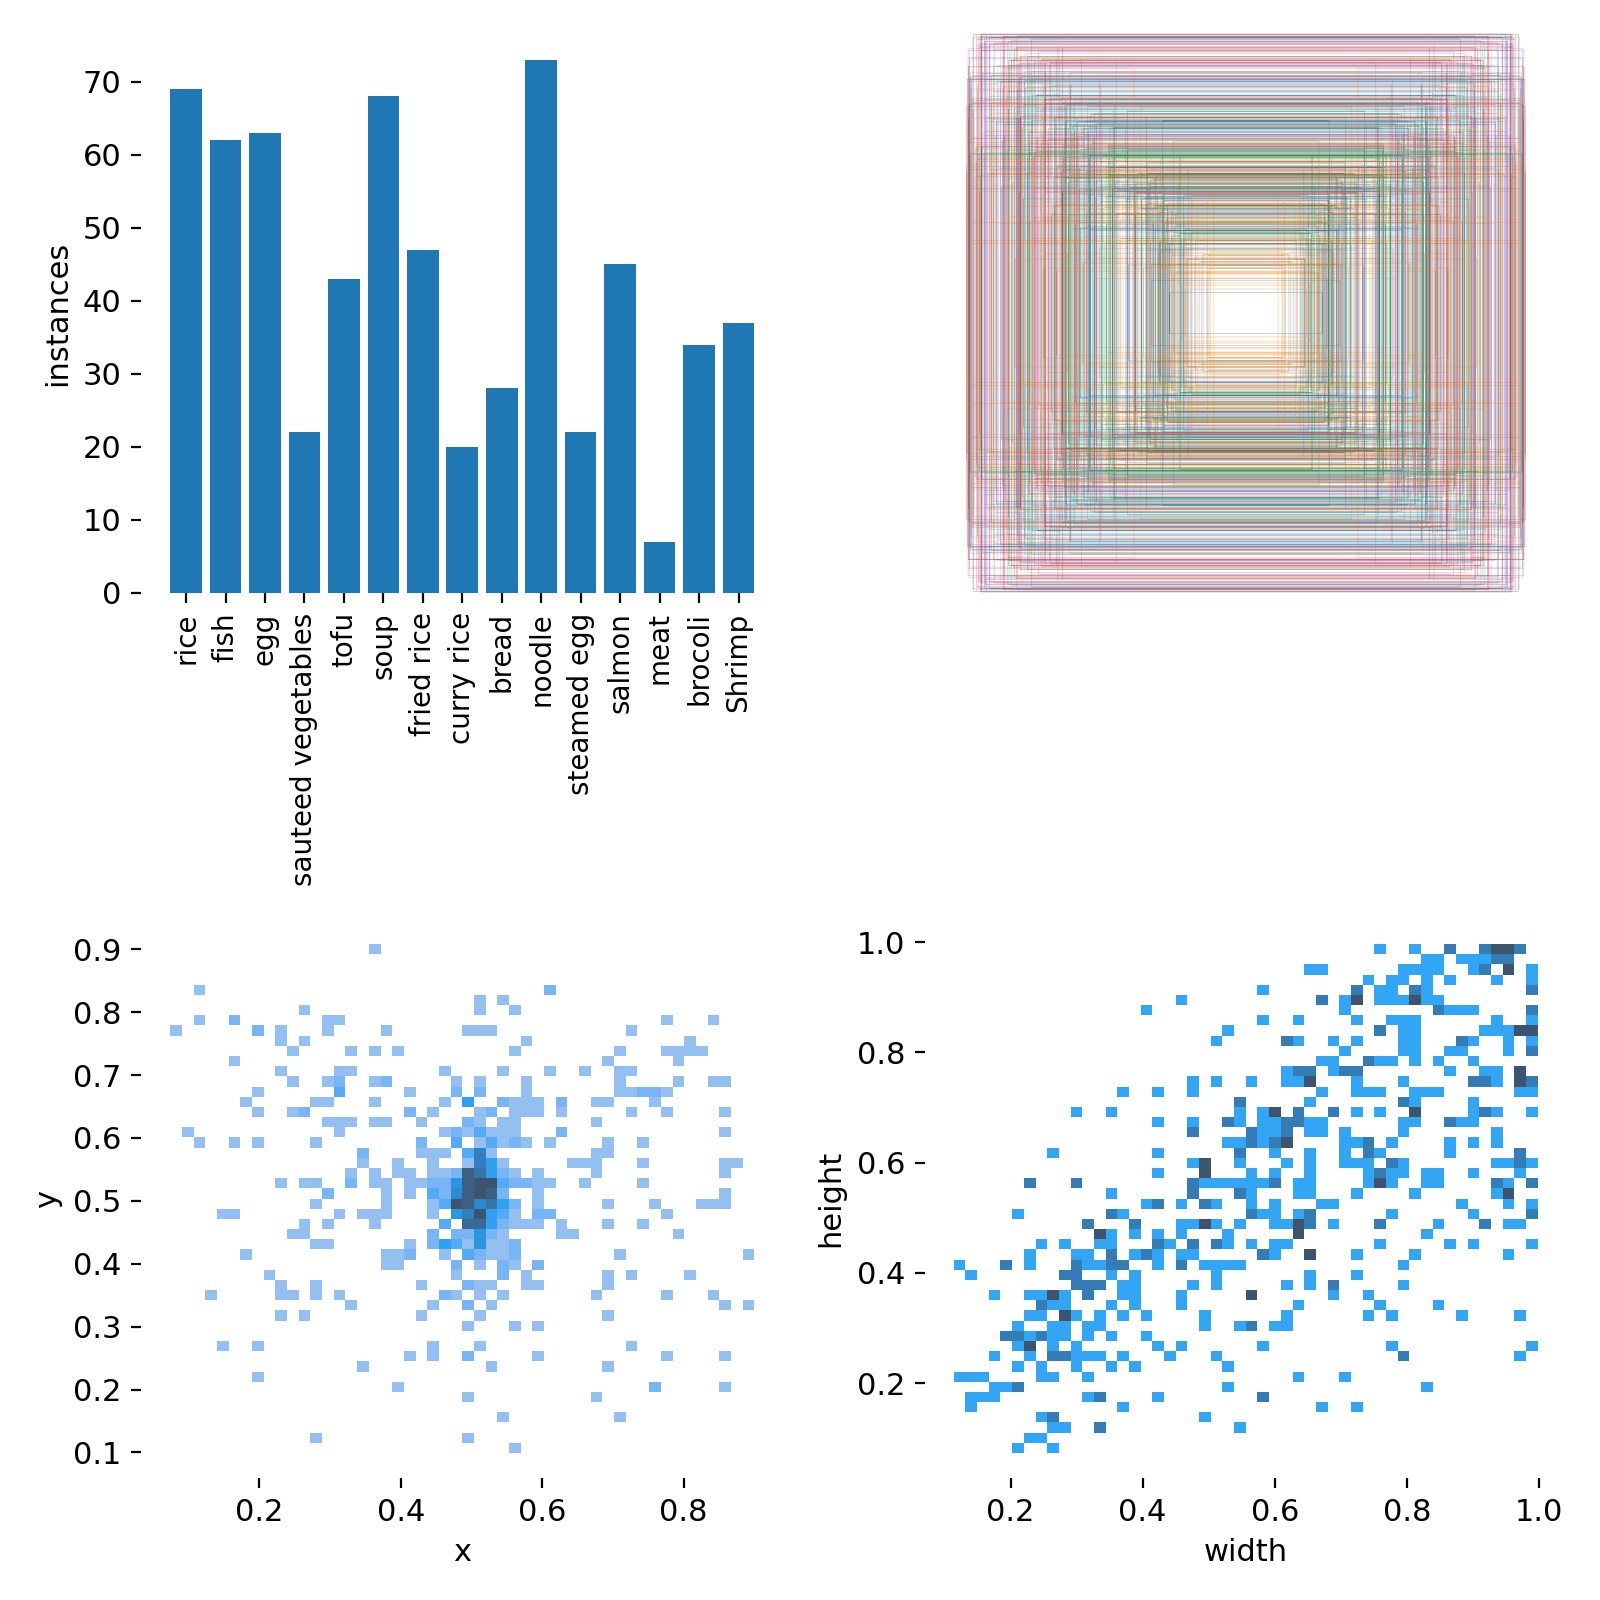 instances
70
60
50
40
30
20
10
0
rice
fish
egg
sauteed vegetables
tofu
soup
fried rice
curry rice
bread
noodle
steamed egg
salmon
meat
brocoli
Shrimp
y
0.9
0.8
0.7
0.6
0.5
0.4
0.3
0.2
0.1
0.2 0.4 0.6 0.8
x
height
1.0
0.8
0.6
0.4
0.2
0.2 0.4 0.6 0.8 1.0
width